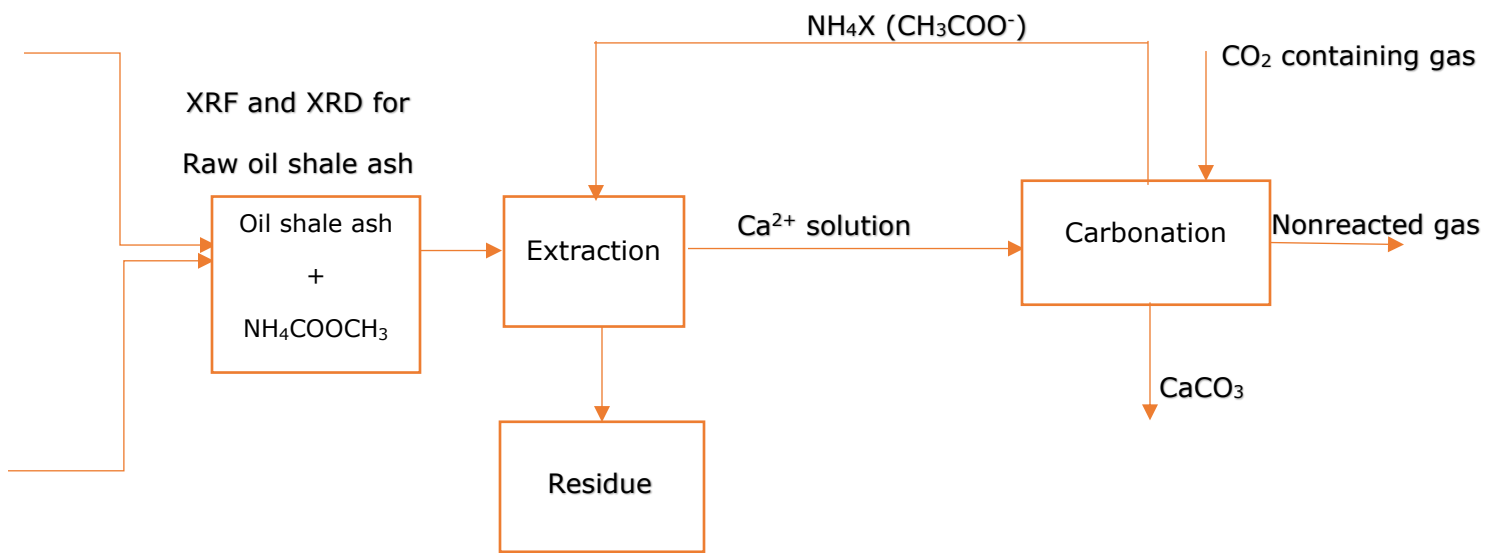 NH₄X (CH₃COO⁻)
CO₂ containing gas
XRF and XRD for
Raw oil shale ash
Oil shale ash
+
NH₄COOCH₃
Extraction
Ca²⁺ solution
Carbonation
Nonreacted gas
CaCO₃
Residue